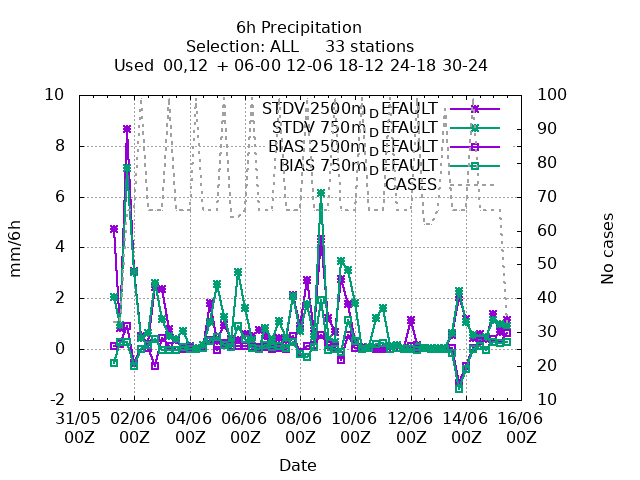 6h Precipitation
Selection: ALL 33 stations
Used 00,12 + 06-00 12-06 18-12 24-18 30-24
10 100
STDV 2500m_DEFAULT
90
STDV 750m_DEFAULT
8 80
BIAS 2500m_DEFAULT
BIAS 750m_DEFAULT
CASES
6 70
60
4 50
2 40
30
0 20
-2 10
mm/6h
No cases
31/05 02/06 04/06 06/06 08/06 10/06 12/06 14/06 16/06
00Z 00Z 00Z 00Z 00Z 00Z 00Z 00Z 00Z
Date